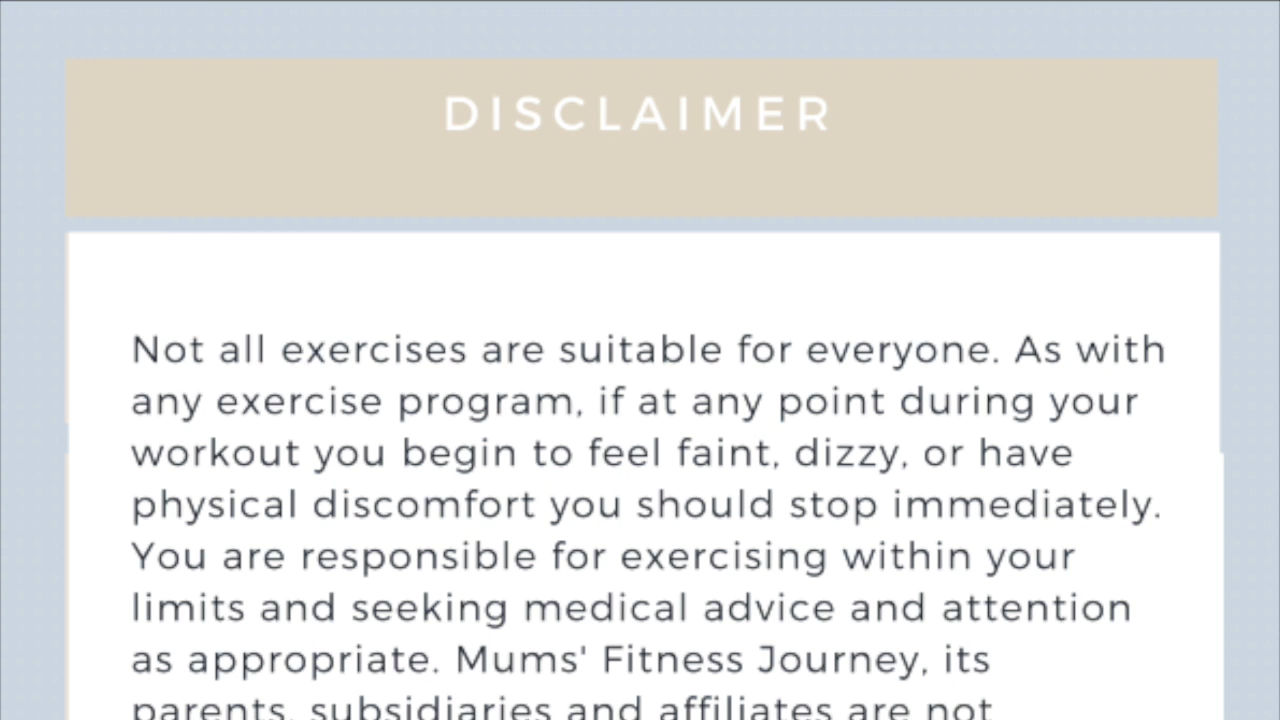 DISCLAIMER
Not all exercises are suitable for everyone. As with
any exercise program, if at any point during your
workout you begin to feel faint, dizzy, or have
physical discomfort you should stop immediately.
You are responsible for exercising within your
limits and seeking medical advice and attention
as appropriate. Mums' Fitness Journey, its
parents, subsidiaries and affiliates are not